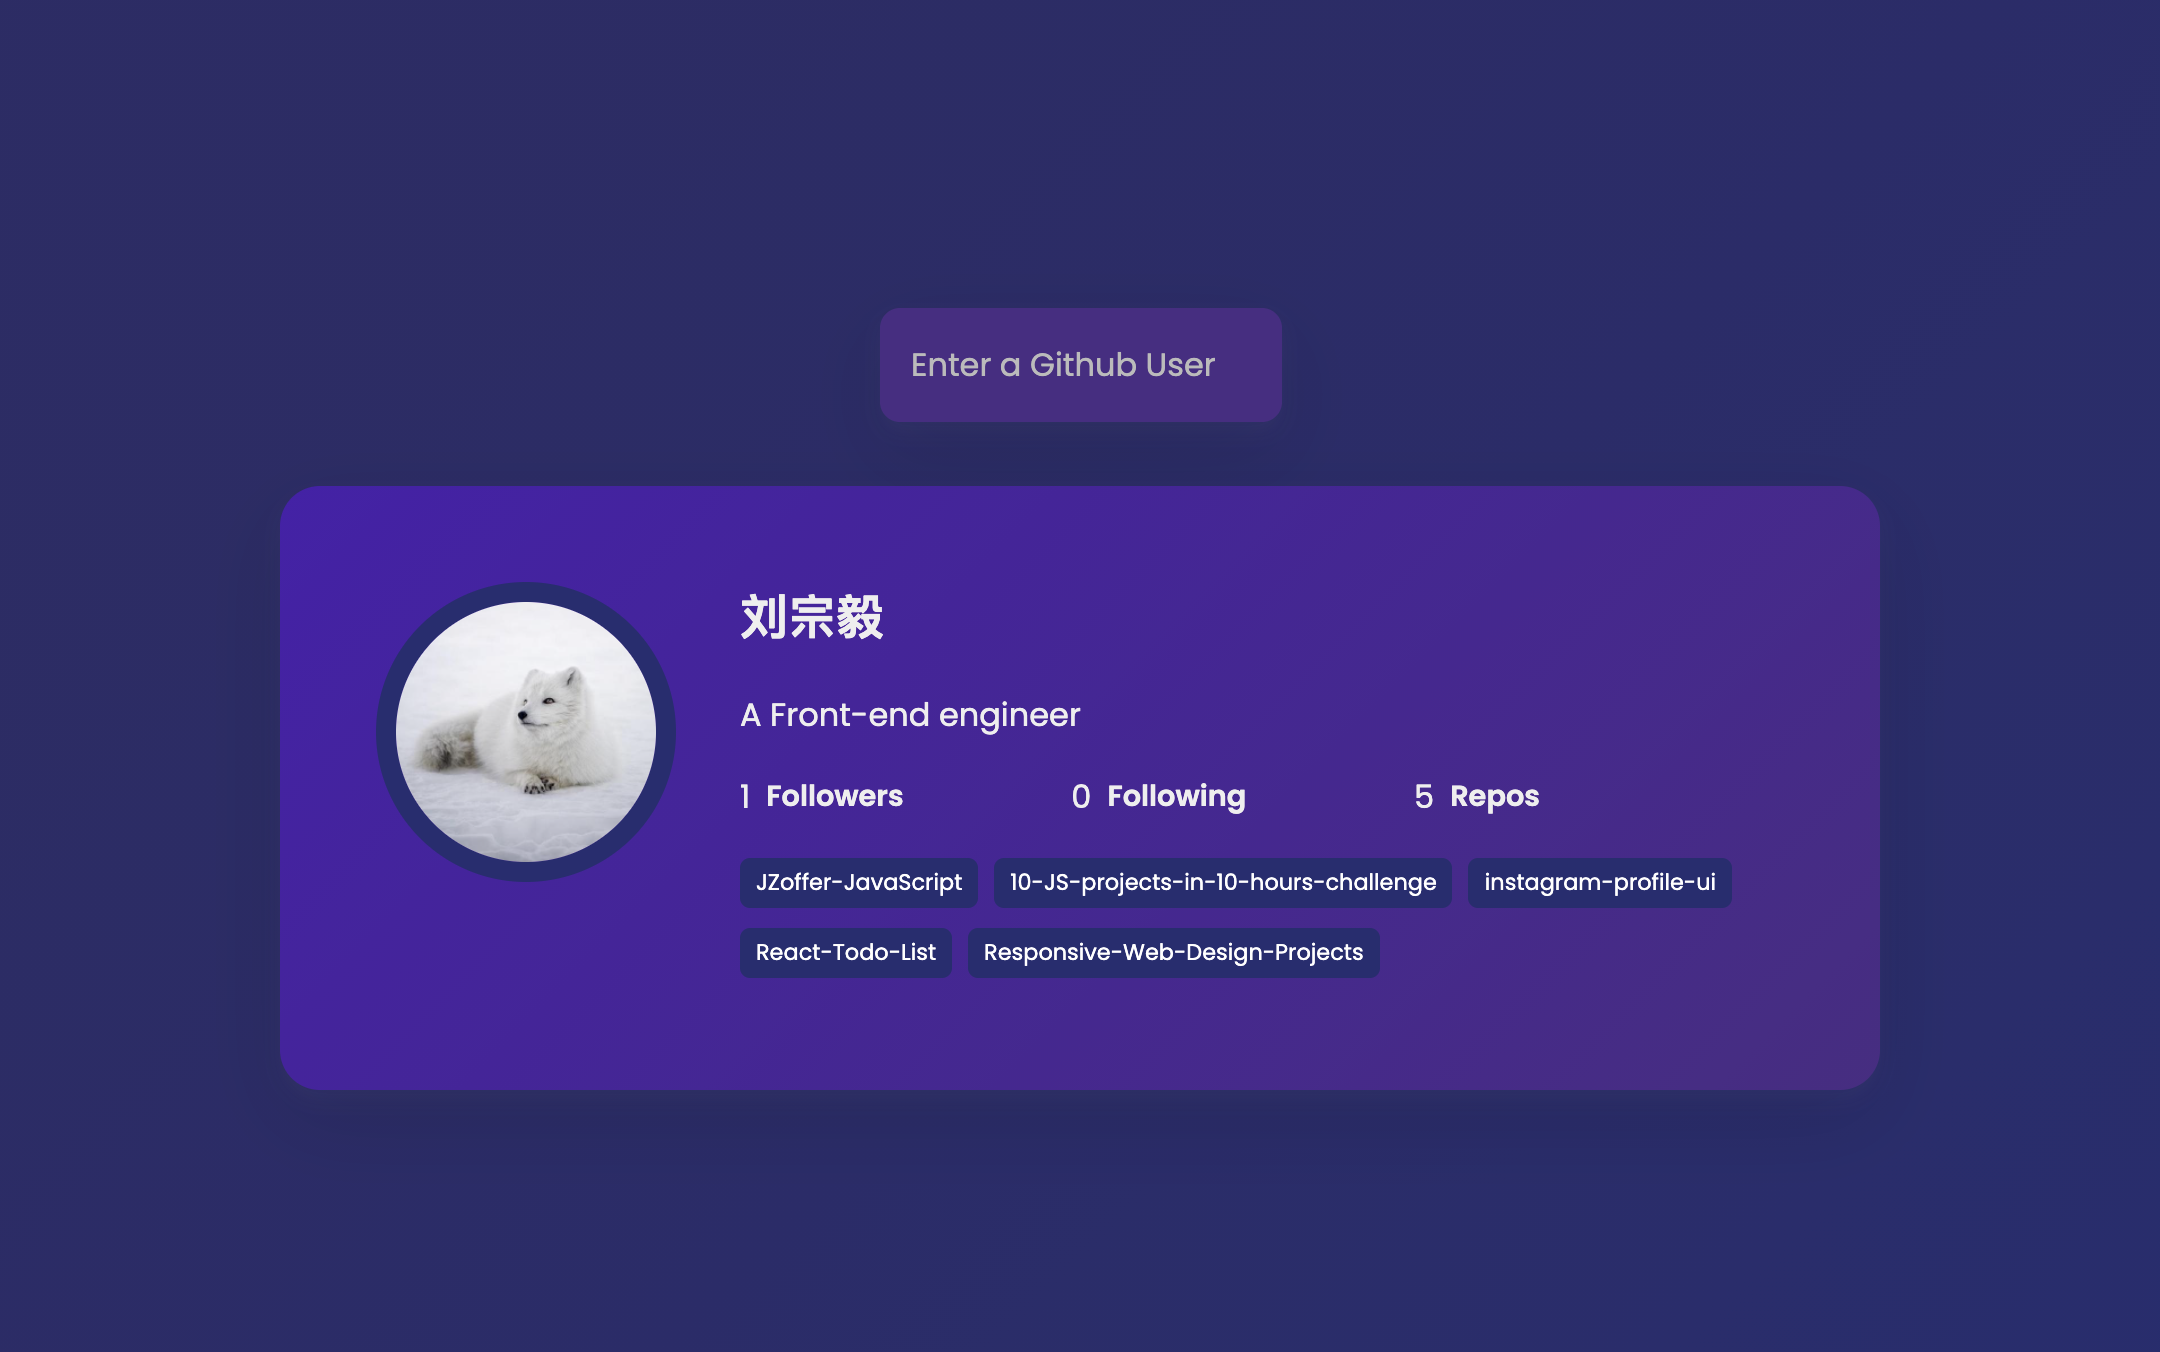 Enter a Github User
刘宗毅
A Front-end engineer
1 Followers 0 Following 5 Repos
JZoffer-JavaScript 10-JS-projects-in-10-hours-challenge instagram-profile-ui
React-Todo-List Responsive-Web-Design-Projects